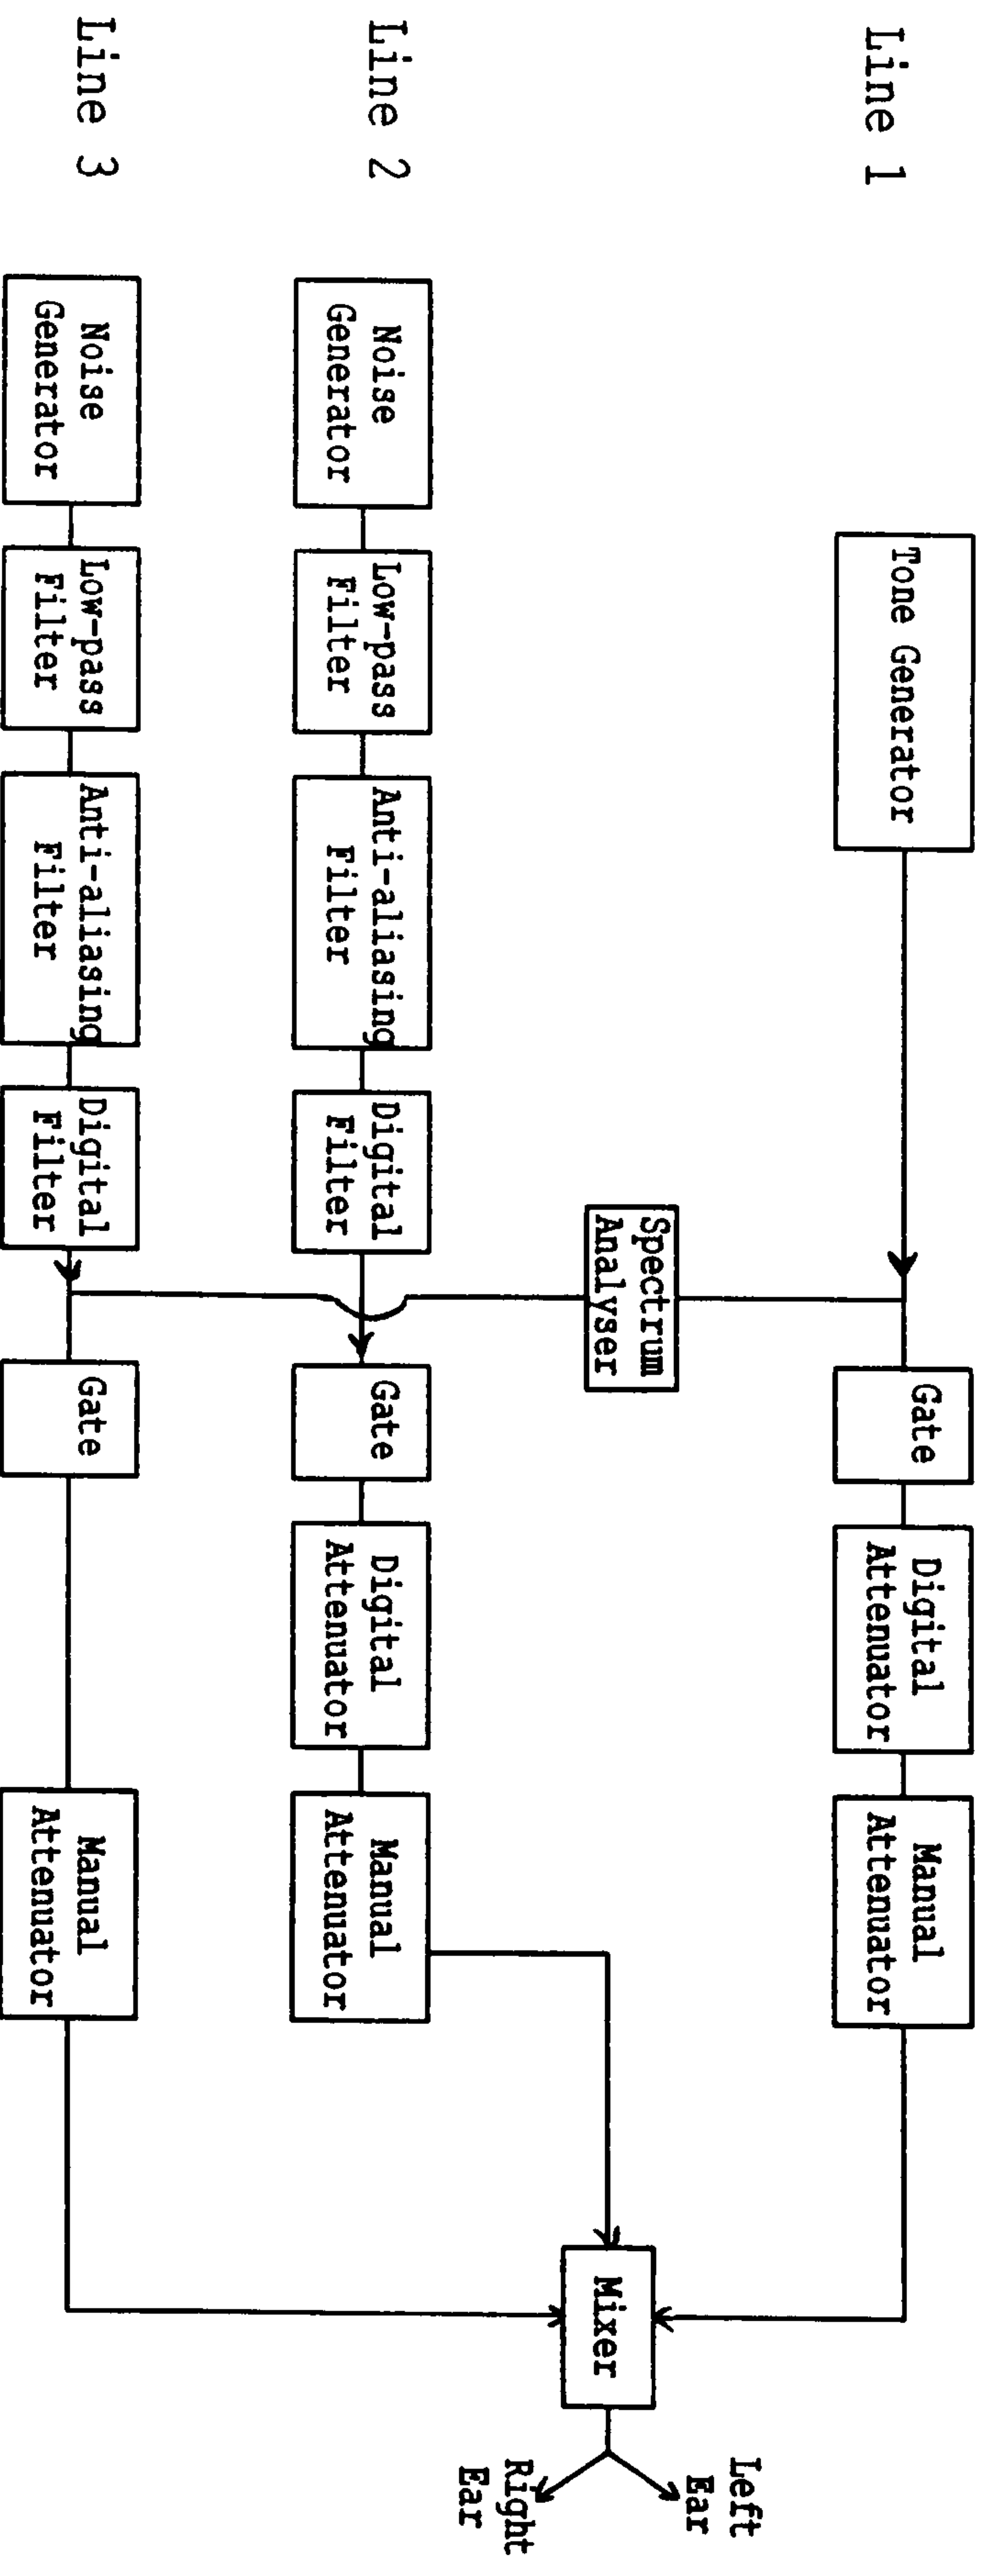 Line 1
Tone Generator
Gate
Digital
Attenuator
Manual
Attenuator
Spectrum
Analyser
Mixer
Left
Ear
Right
Ear
Line 2
Noise
Generator
Low-pass
Filter
Anti-aliasing
Filter
Digital
Filter
Gate
Digital
Attenuator
Manual
Attenuator
Line 3
Noise
Generator
Low-pass
Filter
Anti-aliasing
Filter
Digital
Filter
Gate
Manual
Attenuator